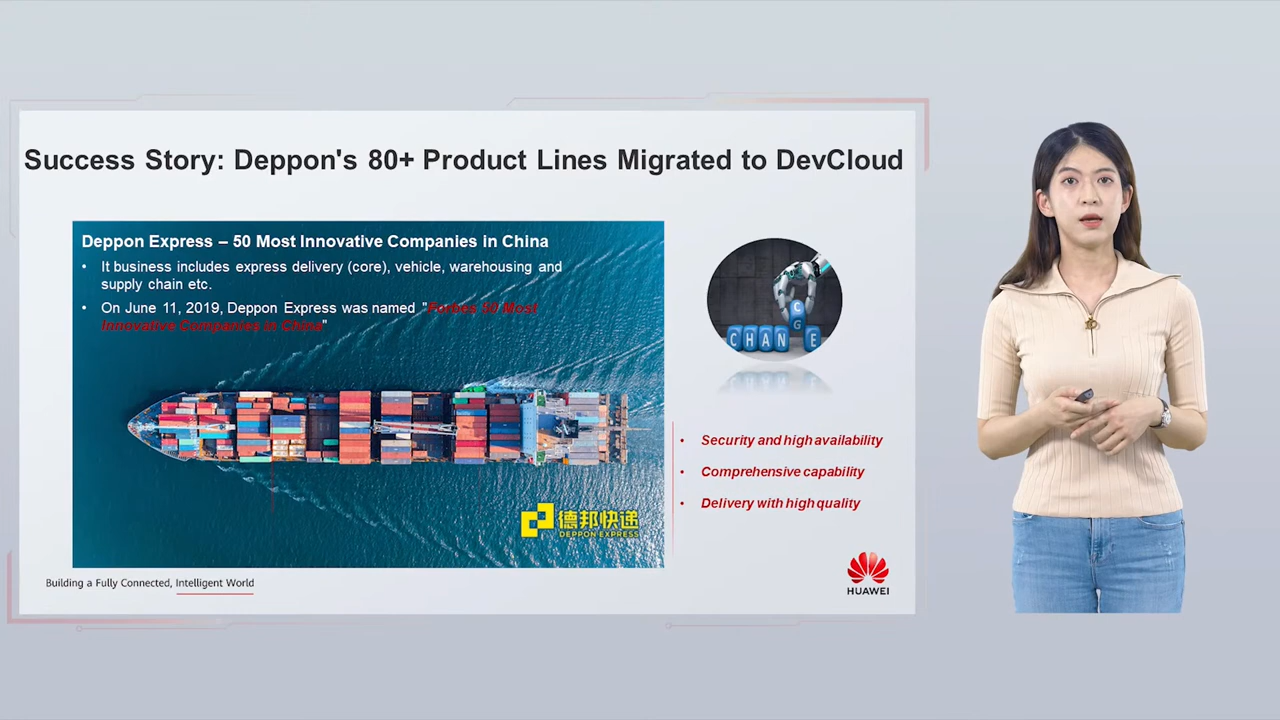 Success Story: Deppon's 80+ Product Lines Migrated to DevCloud
Deppon Express – 50 Most Innovative Companies in China
• It business includes express delivery (core), vehicle, warehousing and
supply chain etc.
• On June 11, 2019, Deppon Express was named "Forbes 50 Most
Innovative Companies in China"
C
G
CHAN E
• Security and high availability
• Comprehensive capability
• Delivery with high quality
德邦快递
DEPPON EXPRESS
Building a Fully Connected, Intelligent World
HUAWEI